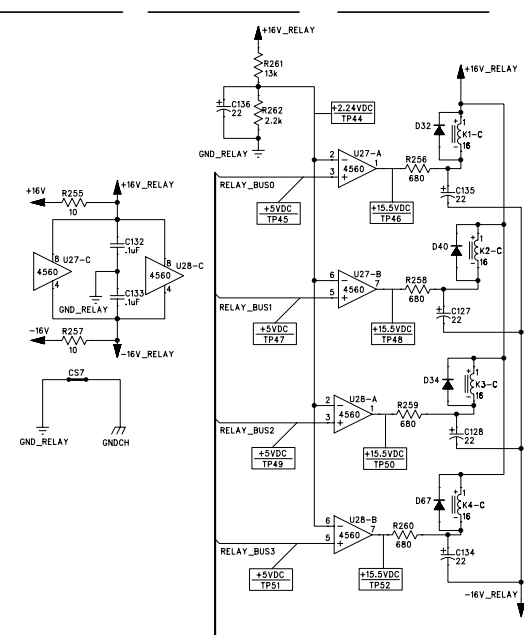 +16V_RELAY
R261
13k
C136
22
R262
2.2k
GND_RELAY
+2.24VDC
TP44
+16V_RELAY
D32
1
K1-C
16
2
3
U27-A
4560
1
R256
680
C135
22
RELAY_BUS0
+5VDC
TP45
+15.5VDC
TP46
+16V
R255
10
+16V_RELAY
8
U27-C
4560
4
C132
.1uF
C133
.1uF
8
U28-C
4560
4
GND_RELAY
-16V
R257
10
-16V_RELAY
CS7
GND_RELAY
GNDCH
D40
1
K2-C
16
6
5
U27-B
4560
7
R258
680
C127
22
RELAY_BUS1
+5VDC
TP47
+15.5VDC
TP48
D34
1
K3-C
16
2
3
U28-A
4560
1
R259
680
C128
22
RELAY_BUS2
+5VDC
TP49
+15.5VDC
TP50
D67
1
K4-C
16
6
5
U28-B
4560
7
R260
680
C134
22
RELAY_BUS3
+5VDC
TP51
+15.5VDC
TP52
-16V_RELAY